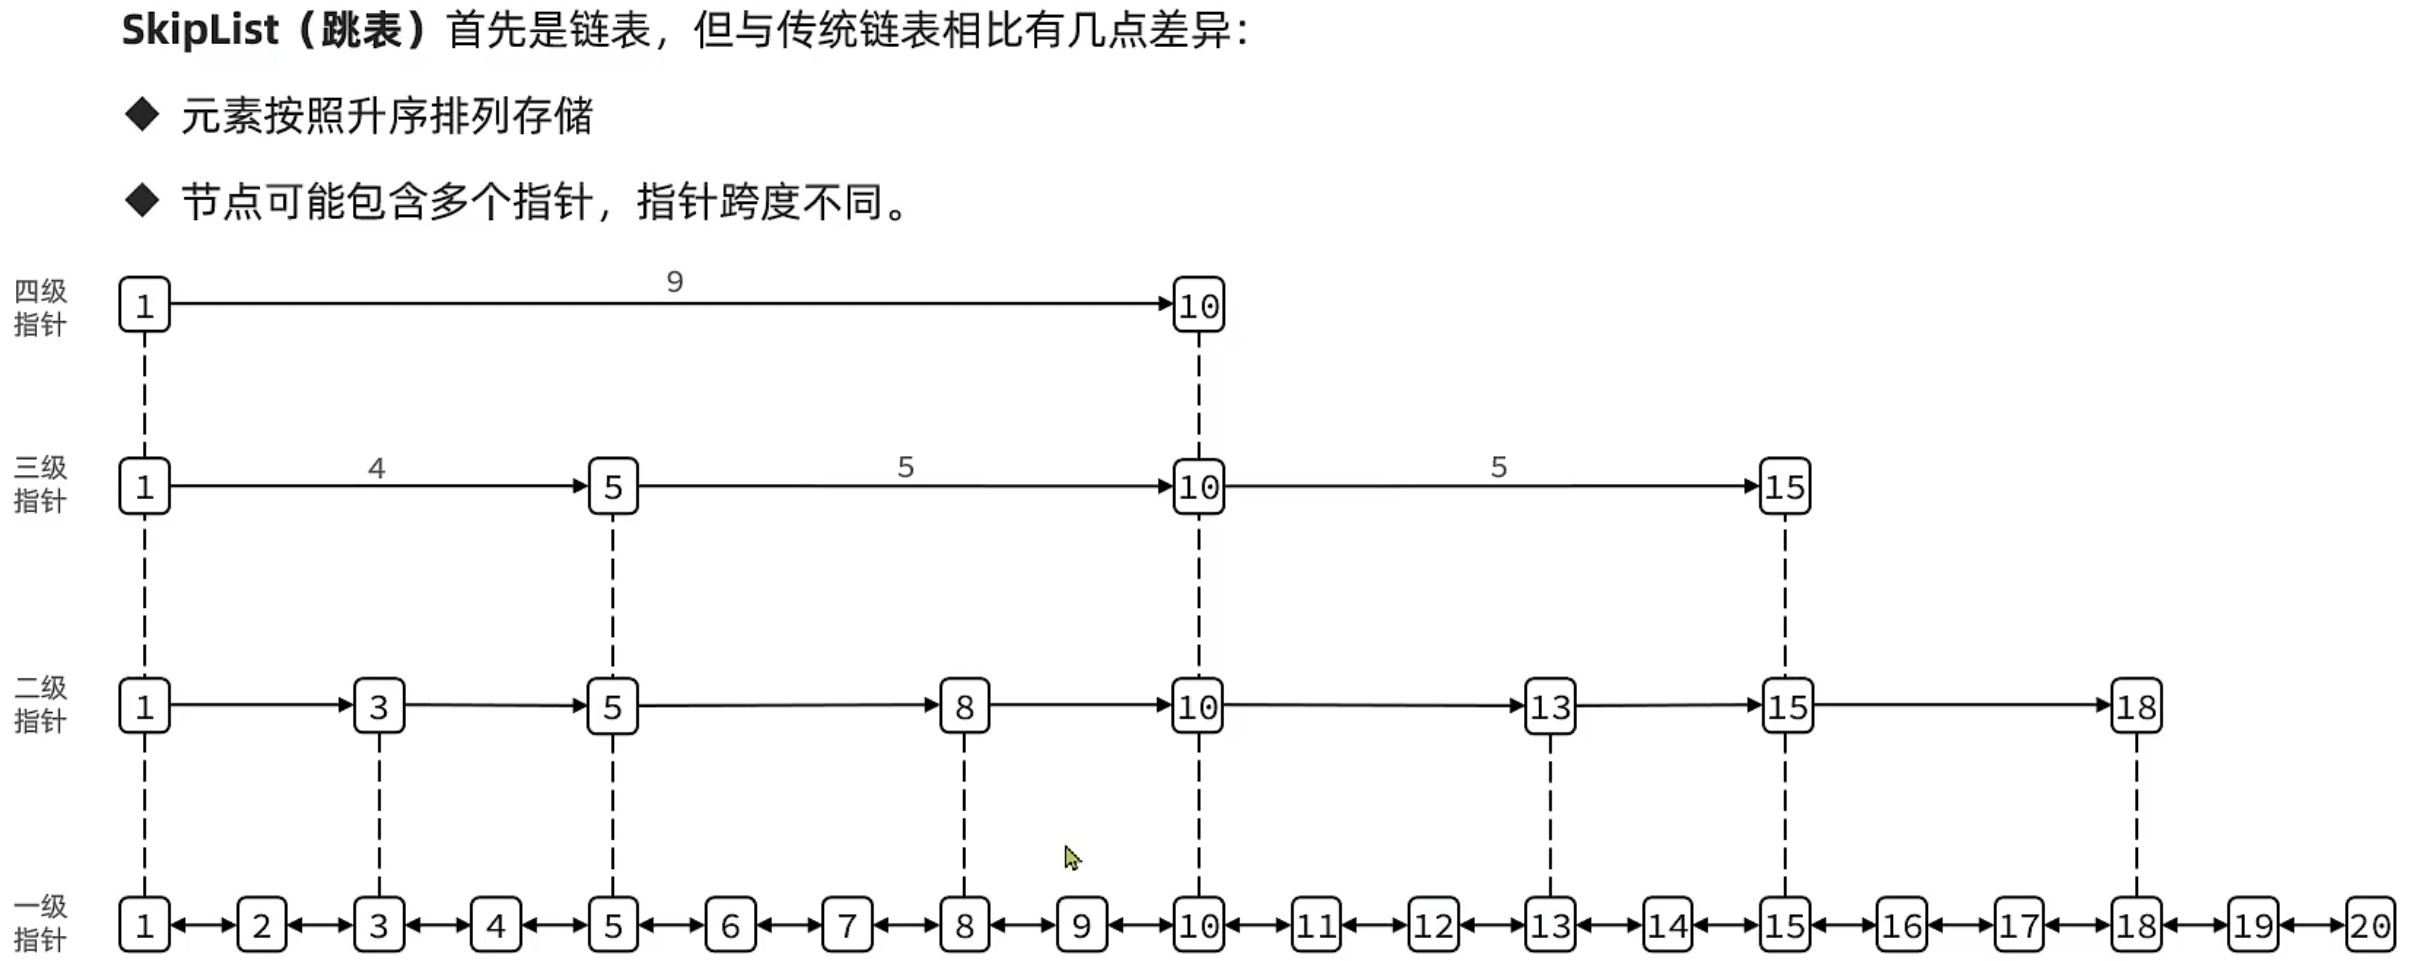 SkipList（跳表）首先是链表，但与传统链表相比有几点差异：
◆ 元素按照升序排列存储
◆ 节点可能包含多个指针，指针跨度不同。
四级
指针
1 9 10
三级
指针
1 4 5 5 10 5 15
二级
指针
1 3 5 8 10 13 15 18
一级
指针
1 2 3 4 5 6 7 8 9 10 11 12 13 14 15 16 17 18 19 20